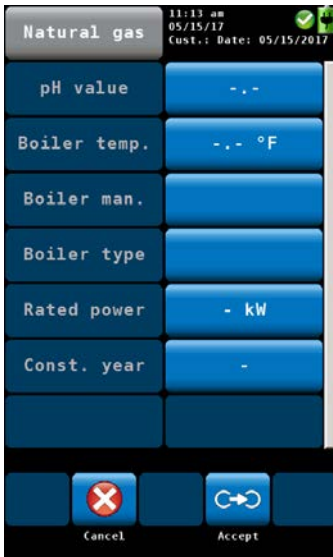 Natural gas
11:13 am
05/15/17
Cust.: Date: 05/15/2017
pH value
-.-
Boiler temp.
-.- °F
Boiler man.
Boiler type
Rated power
- kW
Const. year
-
Cancel
Accept